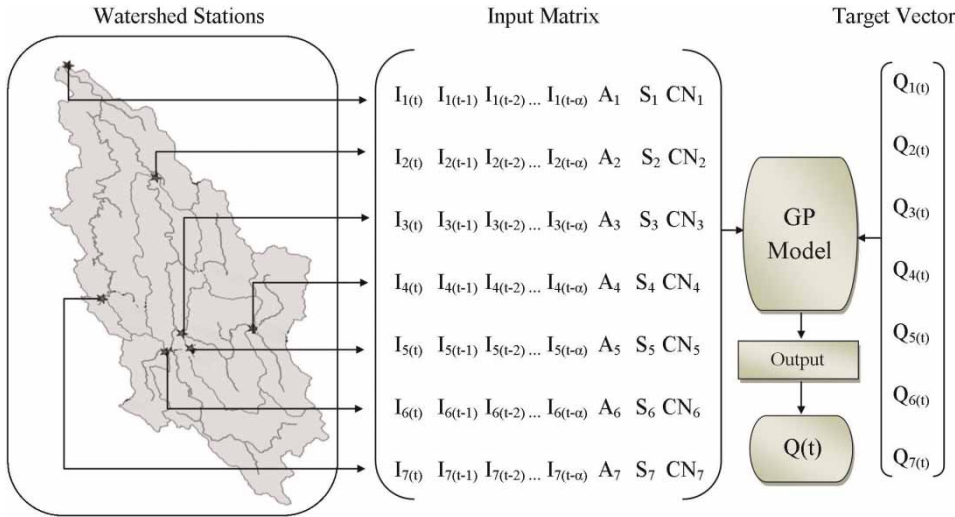 Watershed Stations
Input Matrix
Target Vector
I1(t) I1(t-1) I1(t-2)... I1(t-α) A1 S1 CN1
I2(t) I2(t-1) I2(t-2)... I2(t-α) A2 S2 CN2
I3(t) I3(t-1) I3(t-2)... I3(t-α) A3 S3 CN3
I4(t) I4(t-1) I4(t-2)... I4(t-α) A4 S4 CN4
I5(t) I5(t-1) I5(t-2)... I5(t-α) A5 S5 CN5
I6(t) I6(t-1) I6(t-2)... I6(t-α) A6 S6 CN6
I7(t) I7(t-1) I7(t-2)... I7(t-α) A7 S7 CN7
GP
Model
Output
Q(t)
Q1(t)
Q2(t)
Q3(t)
Q4(t)
Q5(t)
Q6(t)
Q7(t)